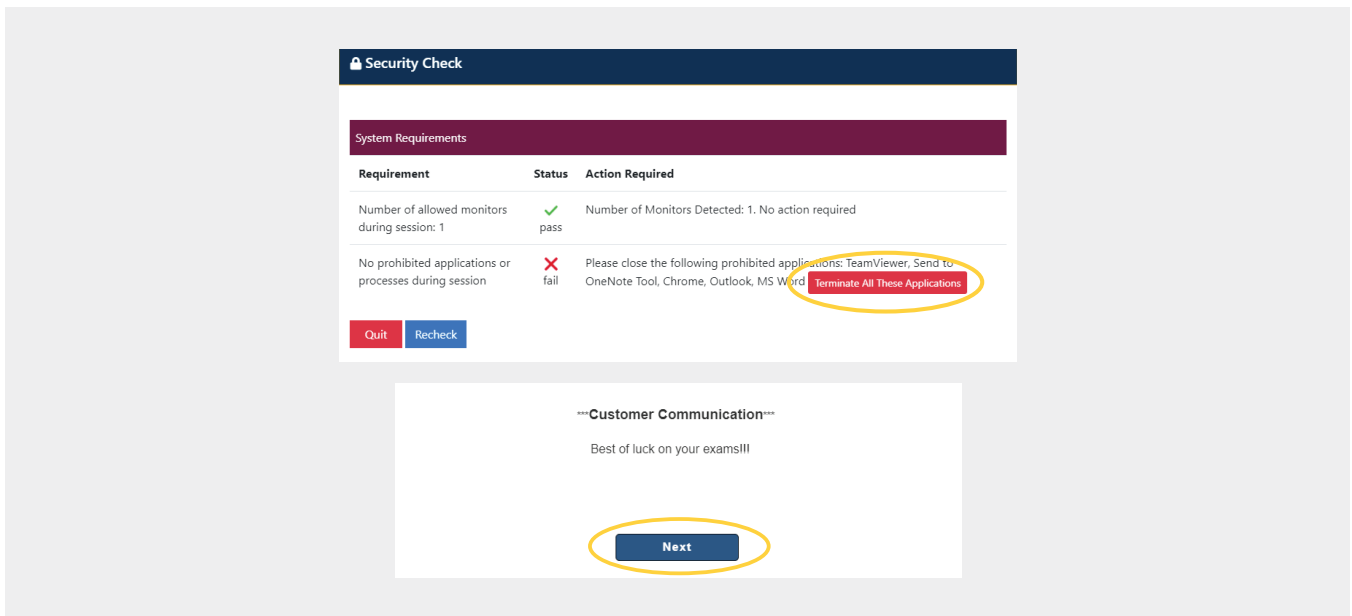 Security Check
System Requirements
Requirement Status Action Required
Number of allowed monitors
during session: 1
pass
Number of Monitors Detected: 1. No action required
No prohibited applications or
processes during session
fail
Please close the following prohibited applications: TeamViewer, Send to
OneNote Tool, Chrome, Outlook, MS Word Terminate All These Applications
Quit Recheck
***Customer Communication***
Best of luck on your exams!!!
Next